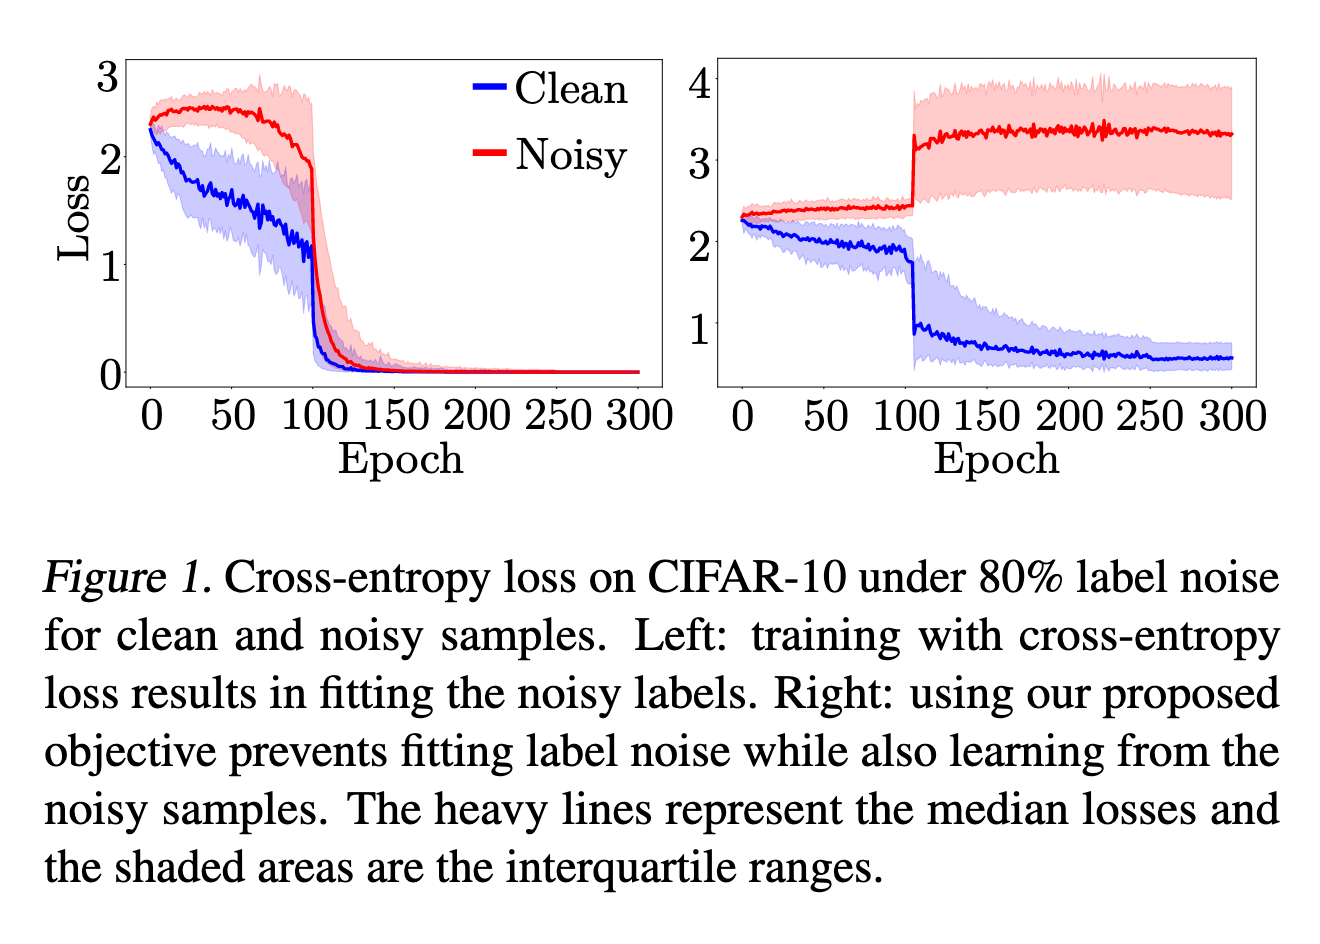 3
2
1
0
Loss
Clean
Noisy
0 50 100 150 200 250 300
Epoch
4
3
2
1
0 50 100 150 200 250 300
Epoch
Figure 1. Cross-entropy loss on CIFAR-10 under 80% label noise
for clean and noisy samples. Left: training with cross-entropy
loss results in fitting the noisy labels. Right: using our proposed
objective prevents fitting label noise while also learning from the
noisy samples. The heavy lines represent the median losses and
the shaded areas are the interquartile ranges.